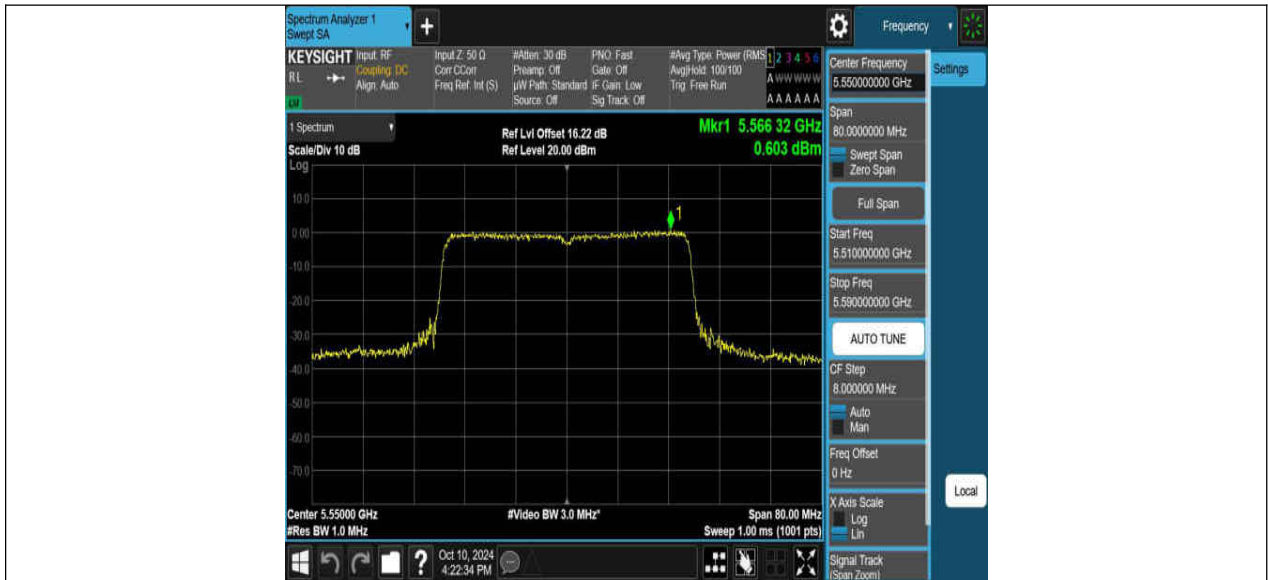 Spectrum Analyzer 1
Swept SA
+
Frequency
KEYSIGHT
RL
Input: RF
Coupling: DC
Align: Auto
Input Z: 50 Ω
Corr CCorr
Freq Ref: Int (S)
#Atten: 30 dB
Preamp: Off
µW Path: Standard
Source: Off
PNO: Fast
Gate: Off
IF Gain: Low
Sig Track: Off
#Avg Type: Power (RMS
Avg|Hold: 100/100
Trig: Free Run
1 2 3 4 5 6
A W W W W W
A A A A A A
1 Spectrum
Scale/Div 10 dB
Ref Lvl Offset 16.22 dB
Ref Level 20.00 dBm
Mkr1 5.566 32 GHz
0.603 dBm
Log
10.0
0.00
-10.0
-20.0
-30.0
-40.0
-50.0
-60.0
-70.0
1
Center 5.55000 GHz
#Res BW 1.0 MHz
#Video BW 3.0 MHz*
Span 80.00 MHz
Sweep 1.00 ms (1001 pts)
?
Oct 10, 2024
4:22:34 PM
Center Frequency
5.550000000 GHz
Settings
Span
80.0000000 MHz
Swept Span
Zero Span
Full Span
Start Freq
5.510000000 GHz
Stop Freq
5.590000000 GHz
AUTO TUNE
CF Step
8.000000 MHz
Auto
Man
Freq Offset
0 Hz
X Axis Scale
Log
Lin
Local
Signal Track
(Span Zoom)